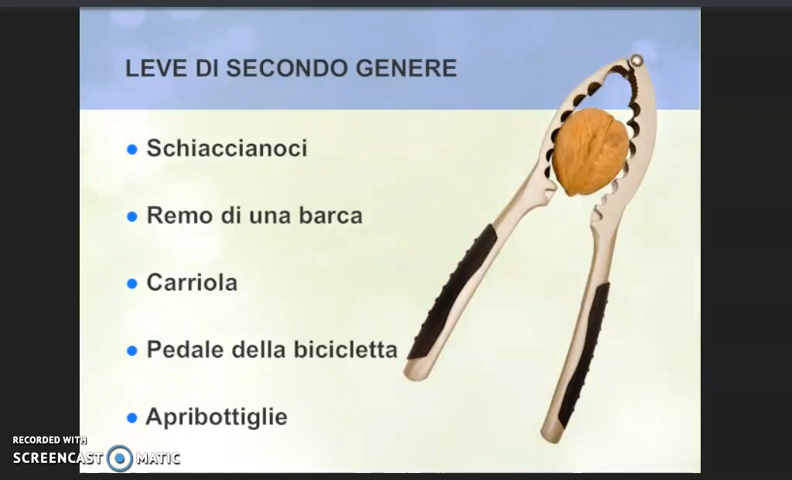 LEVE DI SECONDO GENERE
Schiaccianoci
Remo di una barca
Carriola
Pedale della bicicletta
Apribottiglie
RECORDED WITH
SCREENCAST MATIC